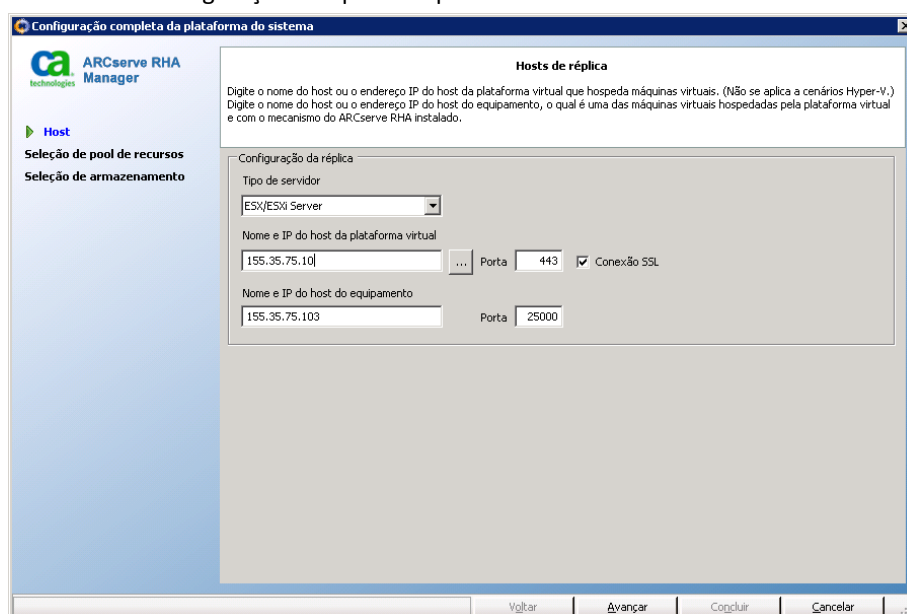 Configuração completa da plataforma do sistema
ca
technologies
ARCserve RHA
Manager
Host
Seleção de pool de recursos
Seleção de armazenamento
Hosts de réplica
Digite o nome do host ou o endereço IP do host da plataforma virtual que hospeda máquinas virtuais. (Não se aplica a cenários Hyper-V.)
Digite o nome do host ou o endereço IP do host do equipamento, o qual é uma das máquinas virtuais hospedadas pela plataforma virtual
e com o mecanismo do ARCserve RHA instalado.
Configuração da réplica
Tipo de servidor
ESX/ESXi Server
Nome e IP do host da plataforma virtual
155.35.75.10 ... Porta 443 Conexão SSL
Nome e IP do host do equipamento
155.35.75.103 Porta 25000
Voltar Avançar Concluir Cancelar